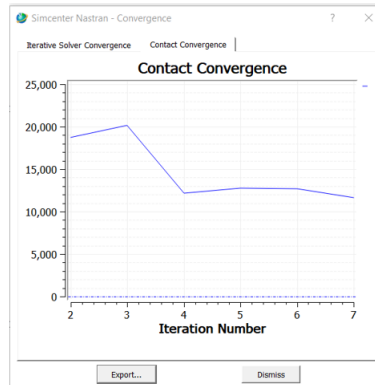 Simcenter Nastran - Convergence ? ×
Iterative Solver Convergence Contact Convergence
Contact Convergence
25,000
20,000
15,000
10,000
5,000
0
2 3 4 5 6 7
Iteration Number
Export... Dismiss